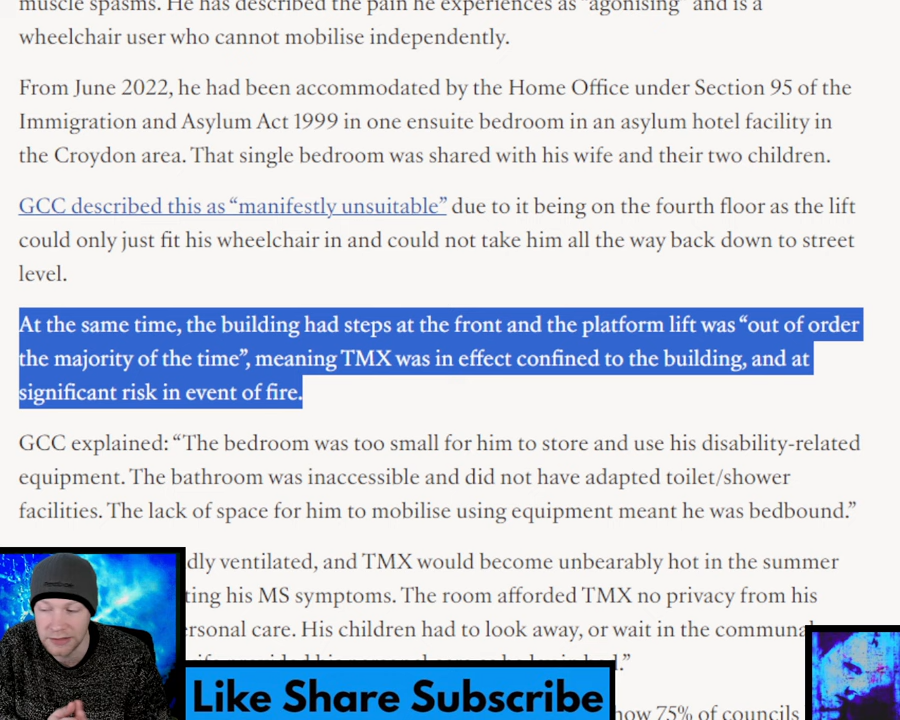 muscle spasms. He has described the pain he experiences as “agonising” and is a
wheelchair user who cannot mobilise independently.
From June 2022, he had been accommodated by the Home Office under Section 95 of the
Immigration and Asylum Act 1999 in one ensuite bedroom in an asylum hotel facility in
the Croydon area. That single bedroom was shared with his wife and their two children.
GCC described this as “manifestly unsuitable” due to it being on the fourth floor as the lift
could only just fit his wheelchair in and could not take him all the way back down to street
level.
At the same time, the building had steps at the front and the platform lift was “out of order
the majority of the time”, meaning TMX was in effect confined to the building, and at
significant risk in event of fire.
GCC explained: “The bedroom was too small for him to store and use his disability-related
equipment. The bathroom was inaccessible and did not have adapted toilet/shower
facilities. The lack of space for him to mobilise using equipment meant he was bedbound.”
dly ventilated, and TMX would become unbearably hot in the summer
ting his MS symptoms. The room afforded TMX no privacy from his
ersonal care. His children had to look away, or wait in the communal
Like Share Subscribe
now 75% of councils